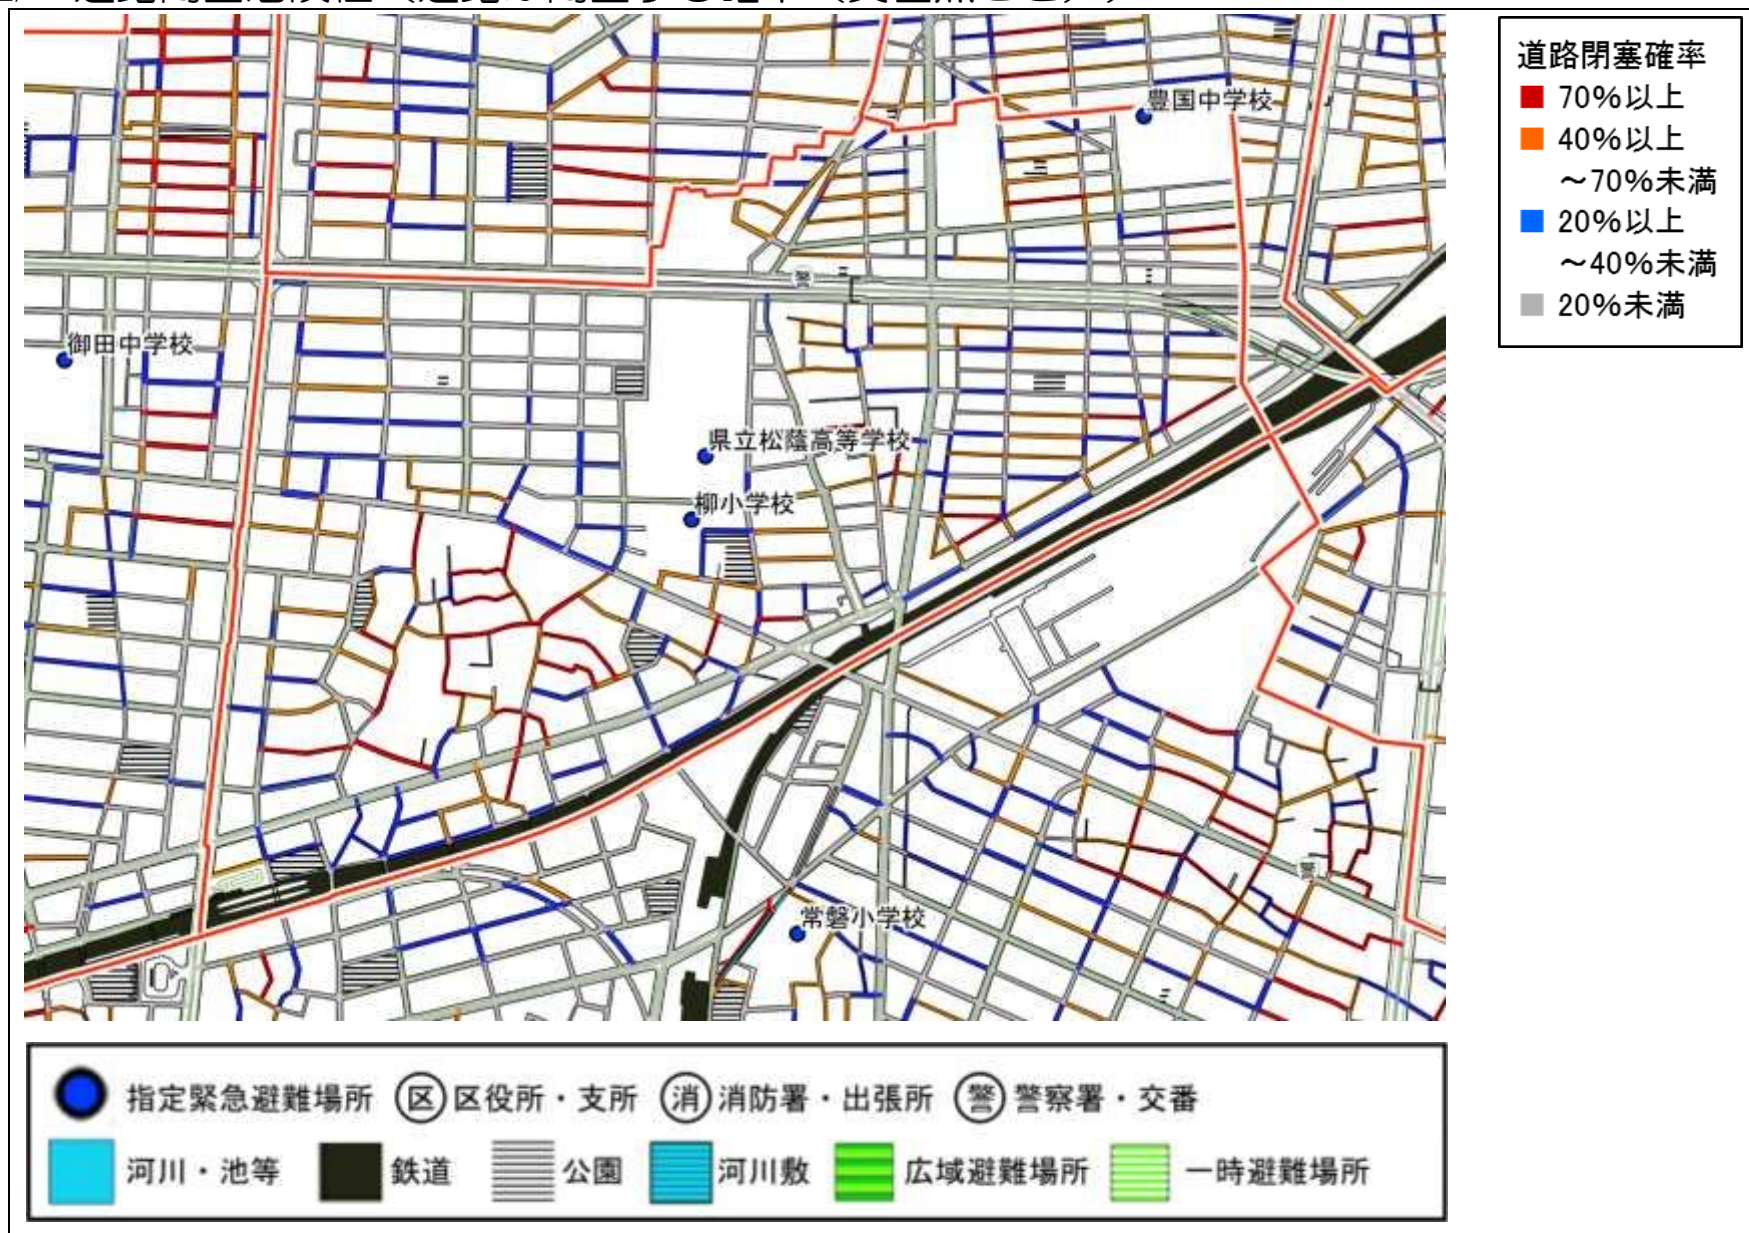 道路閉塞確率
70%以上
40%以上
～70%未満
20%以上
～40%未満
20%未満
豊国中学校
警
御田中学校
県立松蔭高等学校
柳小学校
警
常磐小学校
指定緊急避難場所 区 区役所・支所 消 消防署・出張所 警 警察署・交番
河川・池等 鉄道 公園 河川敷 広域避難場所 一時避難場所